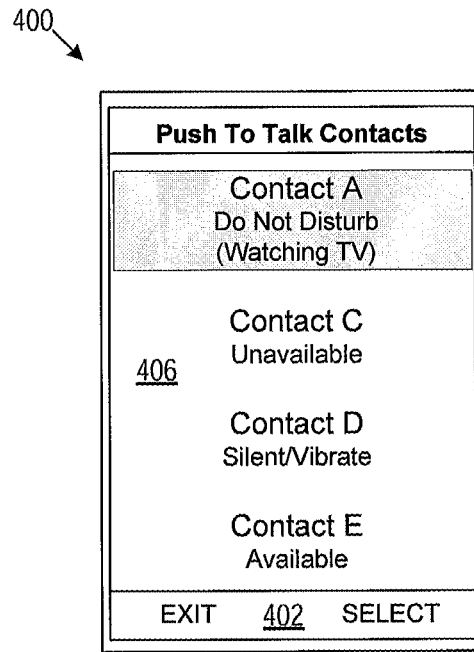 400
Push To Talk Contacts
Contact A
Do Not Disturb
(Watching TV)
Contact C
Unavailable
406
Contact D
Silent/Vibrate
Contact E
Available
EXIT 402 SELECT